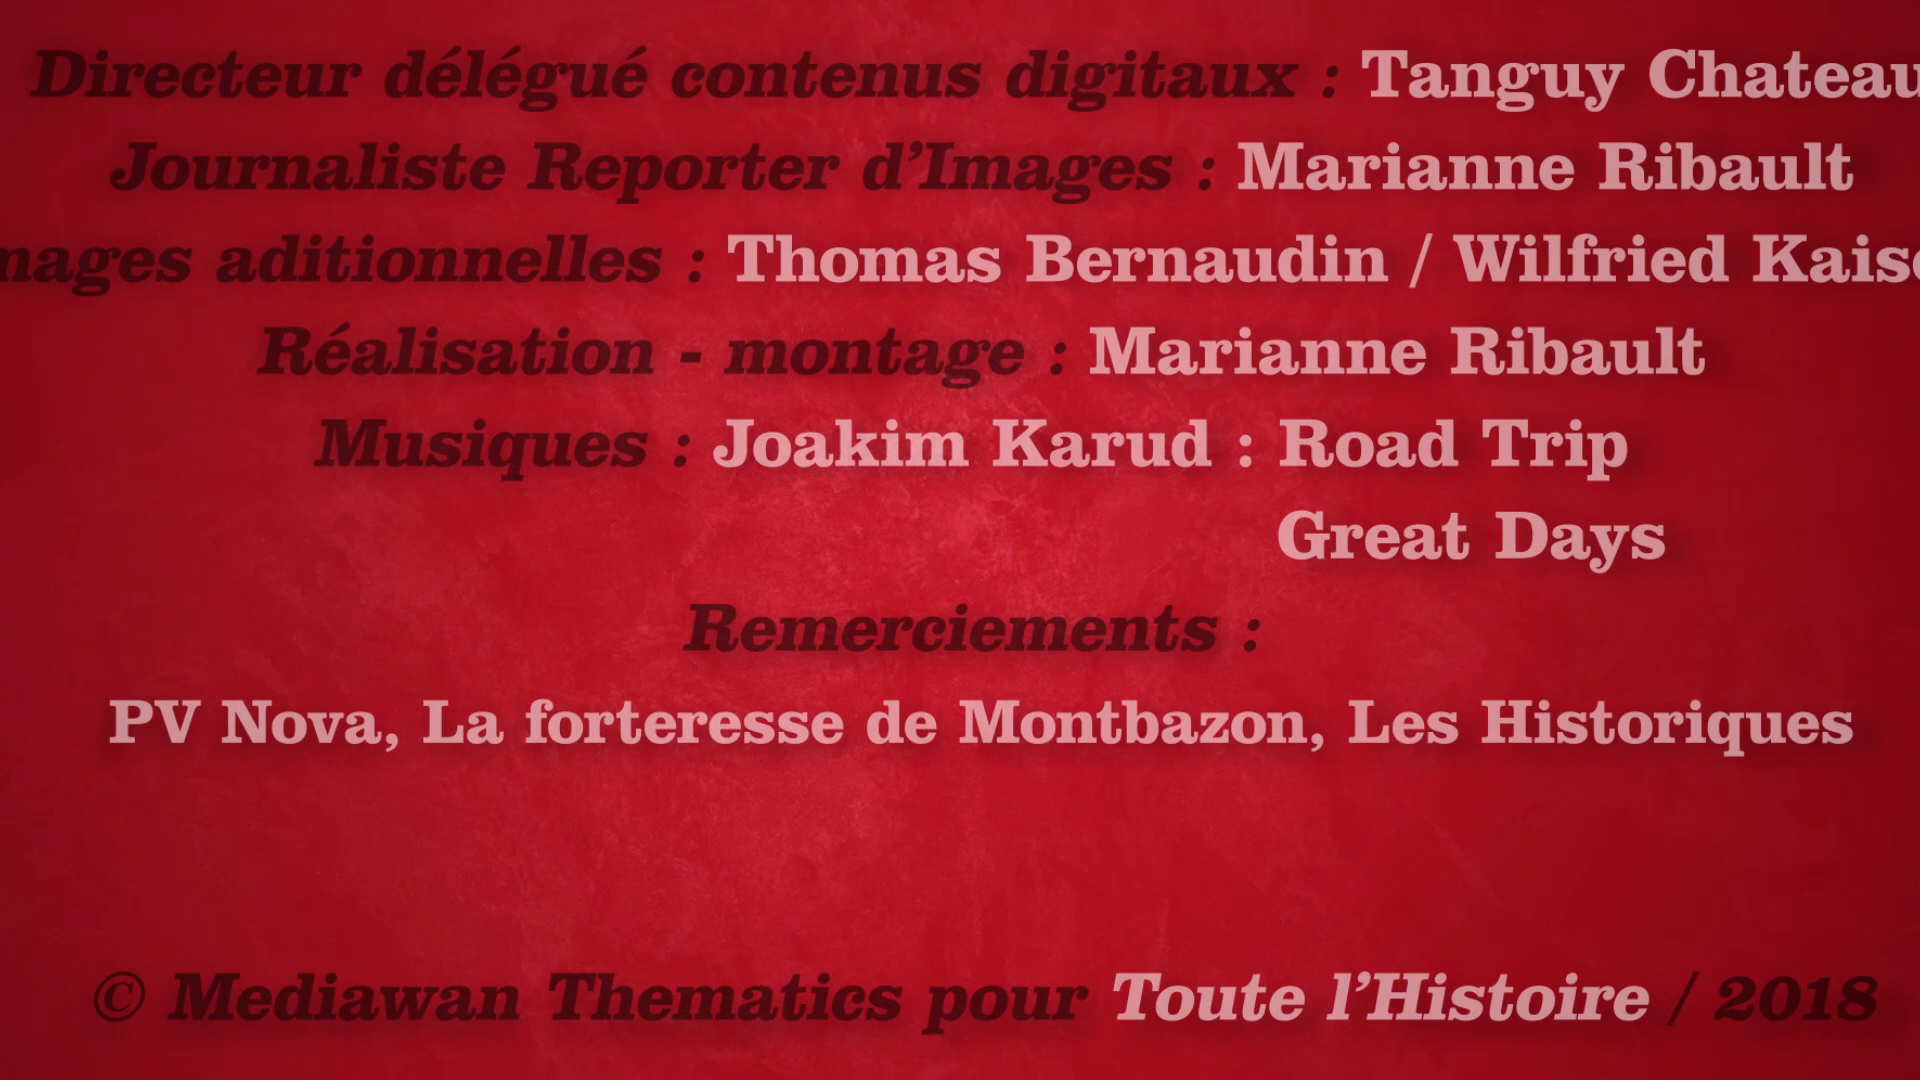 Directeur délégué contenus digitaux : Tanguy Chateau
Journaliste Reporter d’Images : Marianne Ribault
mages aditionnelles : Thomas Bernaudin / Wilfried Kaise
Réalisation - montage : Marianne Ribault
Musiques : Joakim Karud : Road Trip
Great Days
Remerciements :
PV Nova, La forteresse de Montbazon, Les Historiques
© Mediawan Thematics pour Toute l’Histoire / 2018